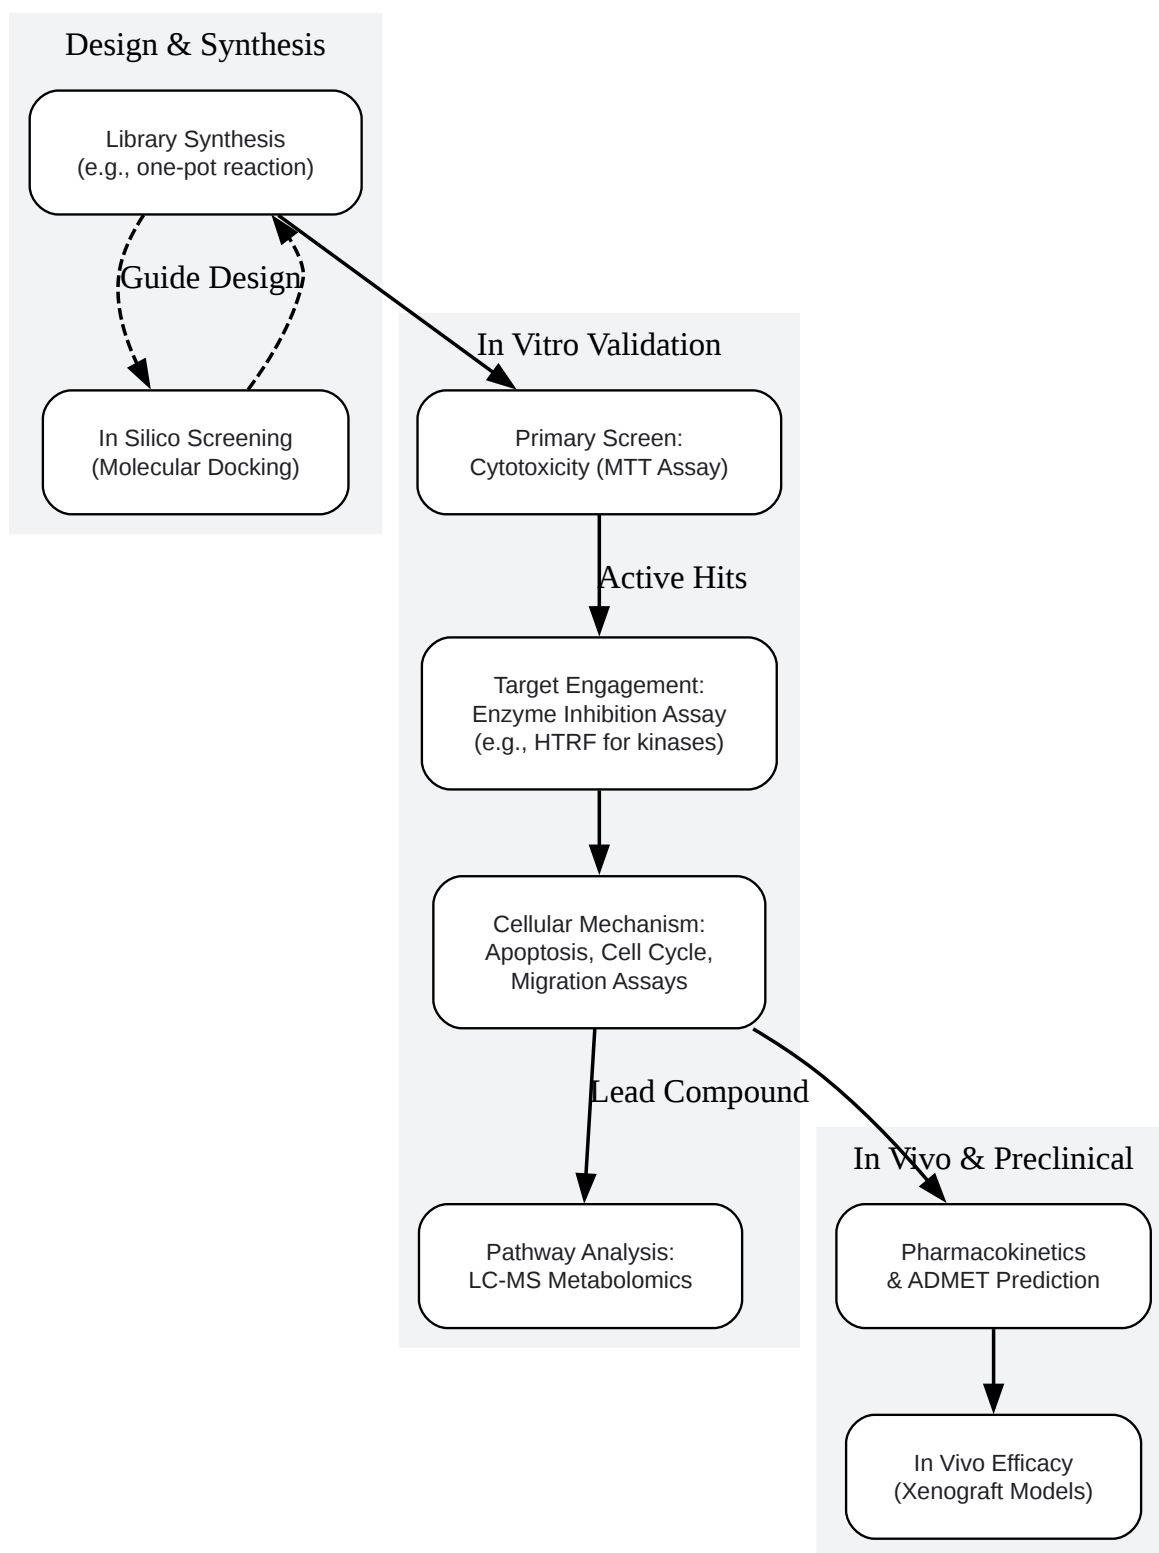 Design & Synthesis
Library Synthesis
(e.g., one-pot reaction)
Guide Design
In Silico Screening
(Molecular Docking)
In Vitro Validation
Primary Screen:
Cytotoxicity (MTT Assay)
Active Hits
Target Engagement:
Enzyme Inhibition Assay
(e.g., HTRF for kinases)
Cellular Mechanism:
Apoptosis, Cell Cycle,
Migration Assays
Lead Compound
Pathway Analysis:
LC-MS Metabolomics
In Vivo & Preclinical
Pharmacokinetics
& ADMET Prediction
In Vivo Efficacy
(Xenograft Models)